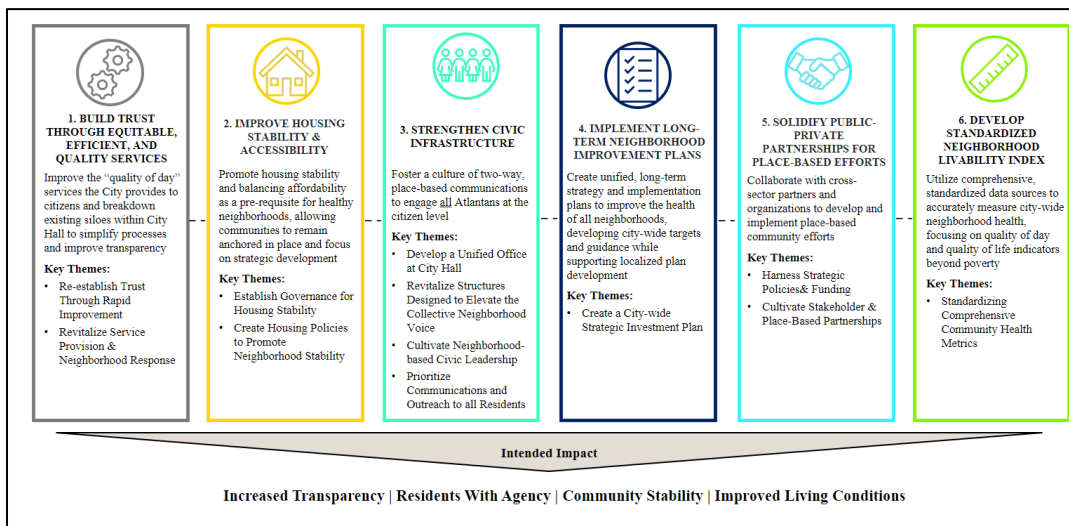 1. BUILD TRUST
THROUGH EQUITABLE,
EFFICIENT, AND
QUALITY SERVICES
Improve the “quality of day”
services the City provides to
citizens and breakdown
existing siloes within City
Hall to simplify processes
and improve transparency
Key Themes:
• Re-establish Trust
Through Rapid
Improvement
• Revitalize Service
Provision &
Neighborhood Response
2. IMPROVE HOUSING
STABILITY &
ACCESSIBILITY
Promote housing stability
and balancing affordability
as a pre-requisite for healthy
neighborhoods, allowing
communities to remain
anchored in place and focus
on strategic development
Key Themes:
• Establish Governance for
Housing Stability
• Create Housing Policies
to Promote
Neighborhood Stability
3. STRENGTHEN CIVIC
INFRASTRUCTURE
Foster a culture of two-way,
place-based communications
to engage all Atlantans at the
citizen level
Key Themes:
• Develop a Unified Office
at City Hall
• Revitalize Structures
Designed to Elevate the
Collective Neighborhood
Voice
• Cultivate Neighborhood-
based Civic Leadership
• Prioritize
Communications and
Outreach to all Residents
4. IMPLEMENT LONG-
TERM NEIGHBORHOOD
IMPROVEMENT PLANS
Create unified, long-term
strategy and implementation
plans to improve the health
of all neighborhoods,
developing city-wide targets
and guidance while
supporting localized plan
development
Key Themes:
• Create a City-wide
Strategic Investment Plan
5. SOLIDIFY PUBLIC-
PRIVATE
PARTNERSHIPS FOR
PLACE-BASED EFFORTS
Collaborate with cross-
sector partners and
organizations to develop and
implement place-based
community efforts
Key Themes:
• Harness Strategic
Policies& Funding
• Cultivate Stakeholder &
Place-Based Partnerships
6. DEVELOP
STANDARDIZED
NEIGHBORHOOD
LIVABILITY INDEX
Utilize comprehensive,
standardized data sources to
accurately measure city-wide
neighborhood health,
focusing on quality of day
and quality of life indicators
beyond poverty
Key Themes:
• Standardizing
Comprehensive
Community Health
Metrics
Intended Impact
Increased Transparency | Residents With Agency | Community Stability | Improved Living Conditions